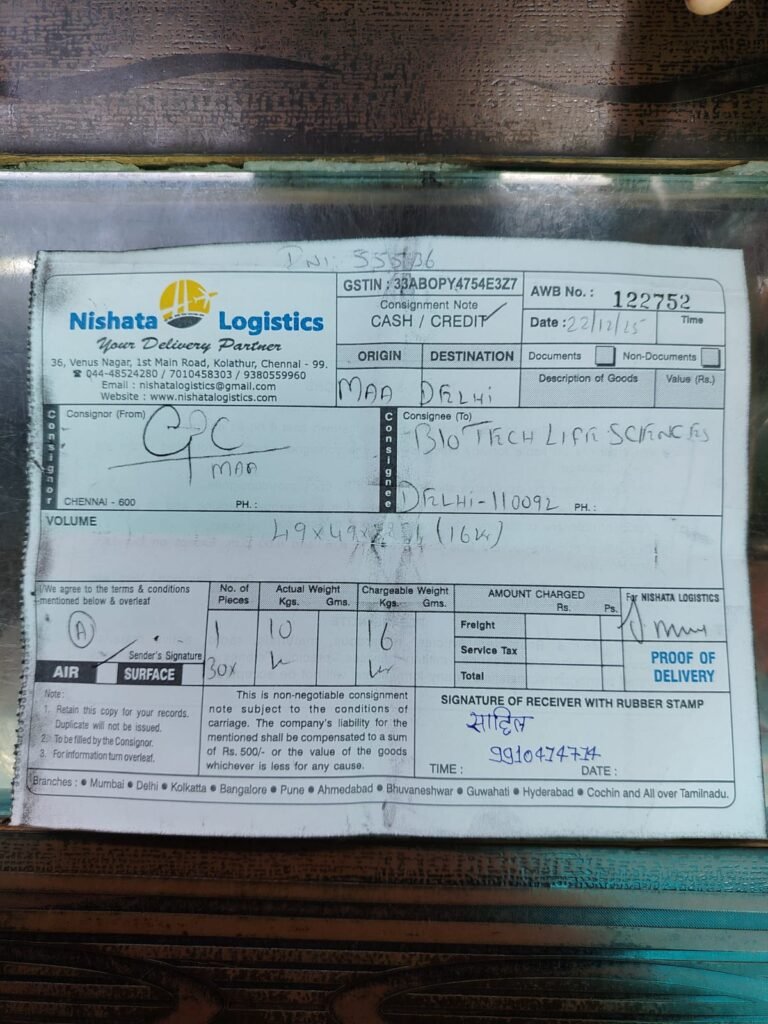 GSTIN : 33ABOPY4754E3Z7
AWB No. : 122752
Nishata Logistics
Your Delivery Partner
36, Venus Nagar, 1st Main Road, Kolathur, Chennai - 99.
☎ 044-48524280 / 7010458303 / 9380559960
Email : nishatalogistics@gmail.com
Website : www.nishatalogistics.com
Consignment Note
CASH / CREDIT ✓
Date : 22/12/25 Time
ORIGIN DESTINATION
MAA DELHI
Documents Non-Documents
Description of Goods Value (Rs.)
Consignor
Consignor (From)
MAA
CHENNAI - 600 PH. :
Consignee
Consignee (To)
BIOTECH LIFE SCIENCES
DELHI-110092 PH. :
VOLUME
(16K)
I/We agree to the terms & conditions
mentioned below & overleaf
A
Sender's Signature
AIR SURFACE
No. of Pieces
1
Actual Weight
Kgs. Gms.
10
Chargeable Weight
Kgs. Gms.
16
AMOUNT CHARGED
Rs. Ps.
Freight
Service Tax
Total
For NISHATA LOGISTICS
PROOF OF
DELIVERY
Note :
1. Retain this copy for your records.
Duplicate will not be issued.
2. To be filled by the Consignor.
3. For information turn overleaf.
This is non-negotiable consignment
note subject to the conditions of
carriage. The company's liability for the
mentioned shall be compensated to a sum
of Rs. 500/- or the value of the goods
whichever is less for any cause.
SIGNATURE OF RECEIVER WITH RUBBER STAMP
साहिल
TIME : DATE :
Branches : ● Mumbai ● Delhi ● Kolkatta ● Bangalore ● Pune ● Ahmedabad ● Bhuvaneshwar ● Guwahati ● Hyderabad ● Cochin and All over Tamilnadu.